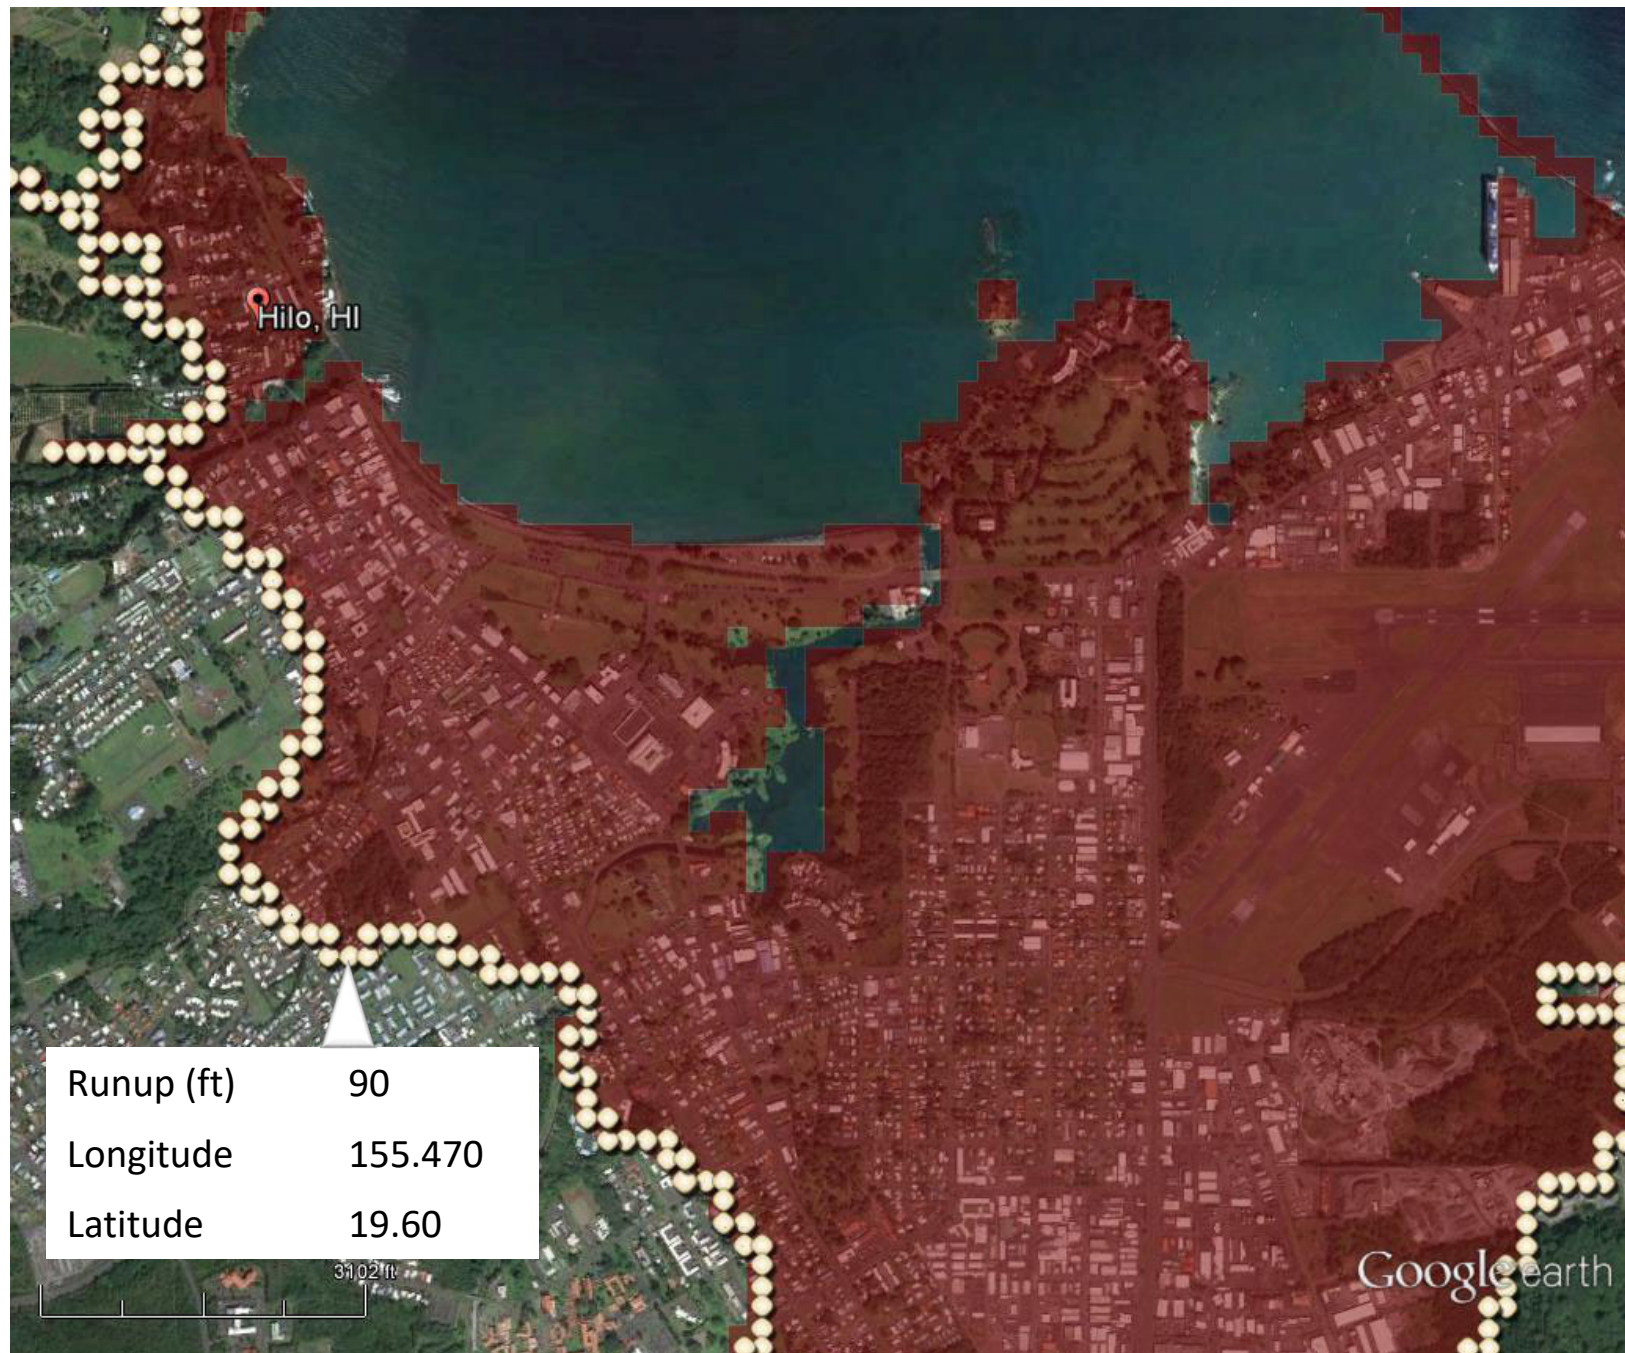 Hilo, HI
Runup (ft) 90
Longitude 155.470
Latitude 19.60
3102 ft
Google earth